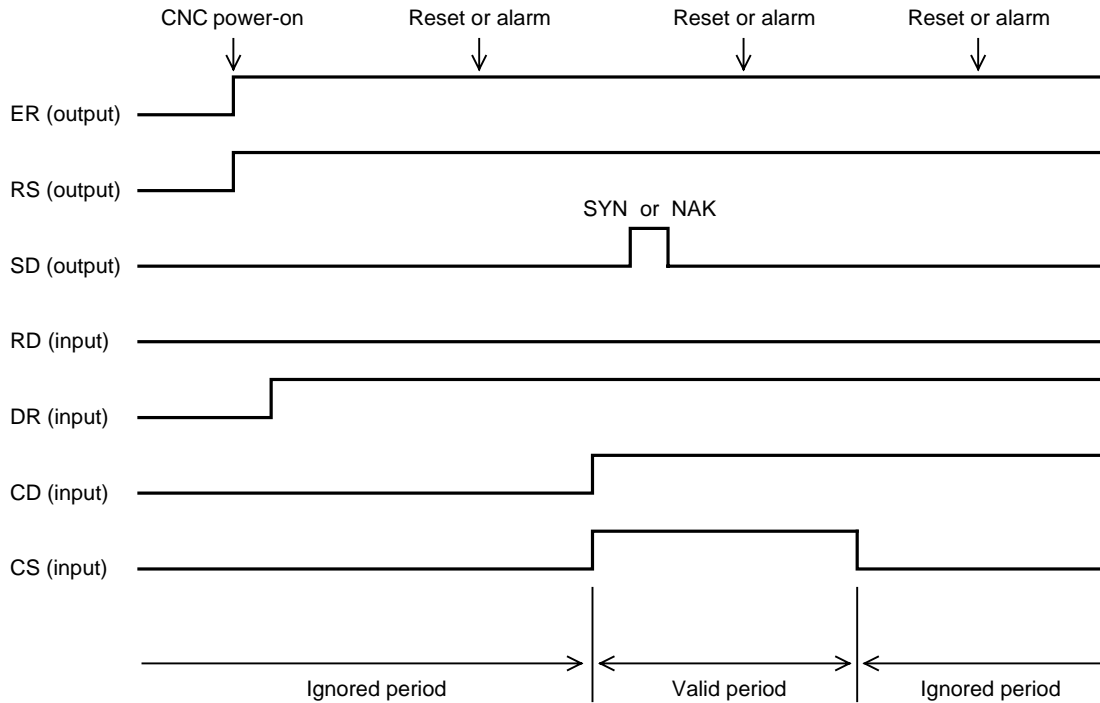 CNC power-on Reset or alarm Reset or alarm Reset or alarm
ER (output)
RS (output)
SYN or NAK
SD (output)
RD (input)
DR (input)
CD (input)
CS (input)
Ignored period Valid period Ignored period